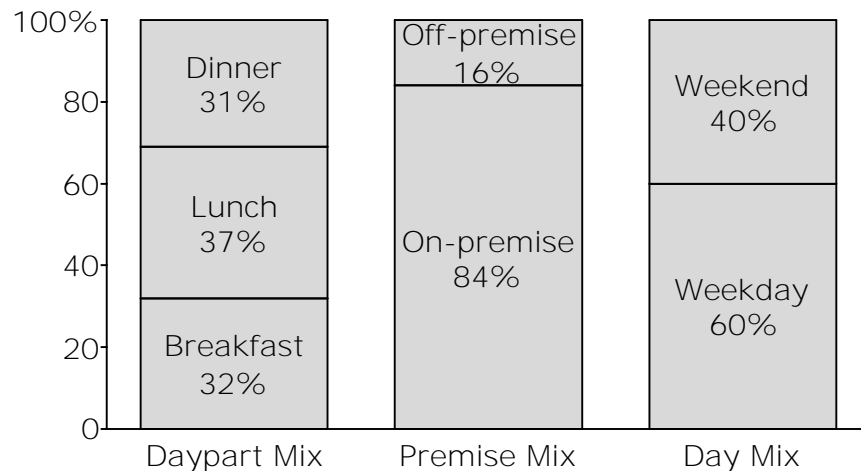 100%
80
60
40
20
0
Dinner
31%
Lunch
37%
Breakfast
32%
Off-premise
16%
On-premise
84%
Weekend
40%
Weekday
60%
Daypart Mix
Premise Mix
Day Mix